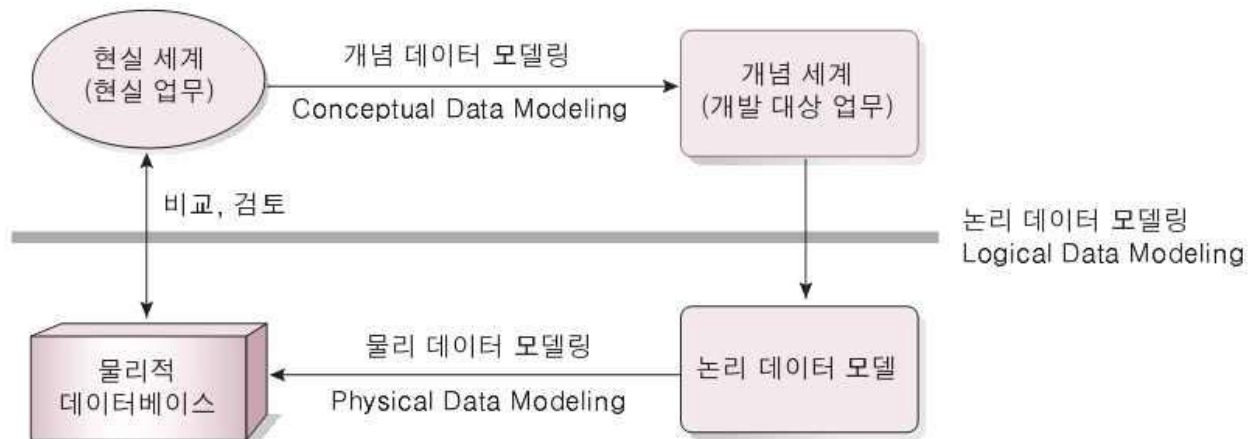 현실 세계
(현실 업무)
개념 데이터 모델링
Conceptual Data Modeling
개념 세계
(개발 대상 업무)
비교, 검토
논리 데이터 모델링
Logical Data Modeling
물리적
데이터베이스
물리 데이터 모델링
Physical Data Modeling
논리 데이터 모델